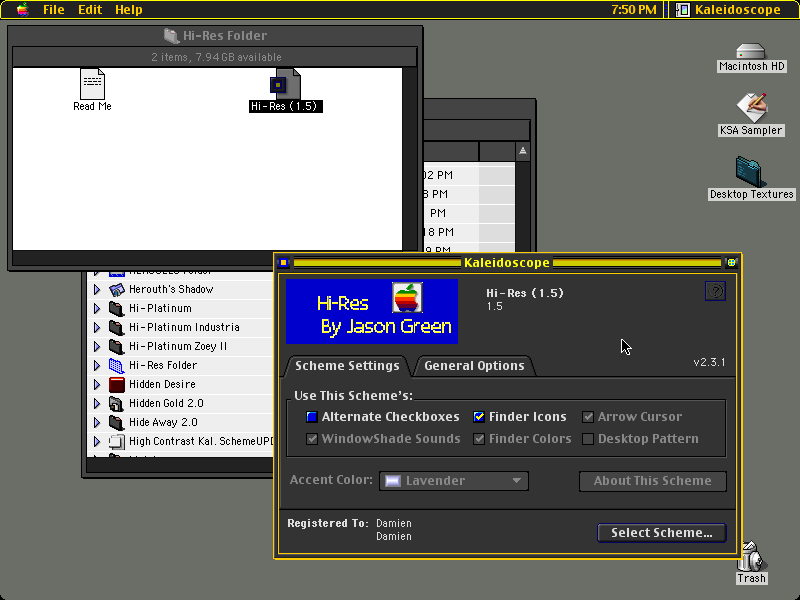 File Edit Help
7:50 PM
Kaleidoscope
Hi-Res Folder
2 items, 7.94GB available
Read Me
Hi-Res (1.5)
Macintosh HD
KSA Sampler
Desktop Textures
02 PM
8 PM
PM
18 PM
9 PM
Herouth's Shadow
Hi-Platinum
Hi-Platinum Industria
Hi-Platinum Zoey II
Hi-Res Folder
Hidden Desire
Hidden Gold 2.0
Hide Away 2.0
High Contrast Kal. SchemeUPD
Kaleidoscope
Hi-Res
By Jason Green
Hi-Res (1.5)
1.5
?
v2.3.1
Scheme Settings
General Options
Use This Scheme's:
Alternate Checkboxes
Finder Icons
Arrow Cursor
WindowShade Sounds
Finder Colors
Desktop Pattern
Accent Color: Lavender
About This Scheme
Registered To: Damien
Damien
Select Scheme...
Trash